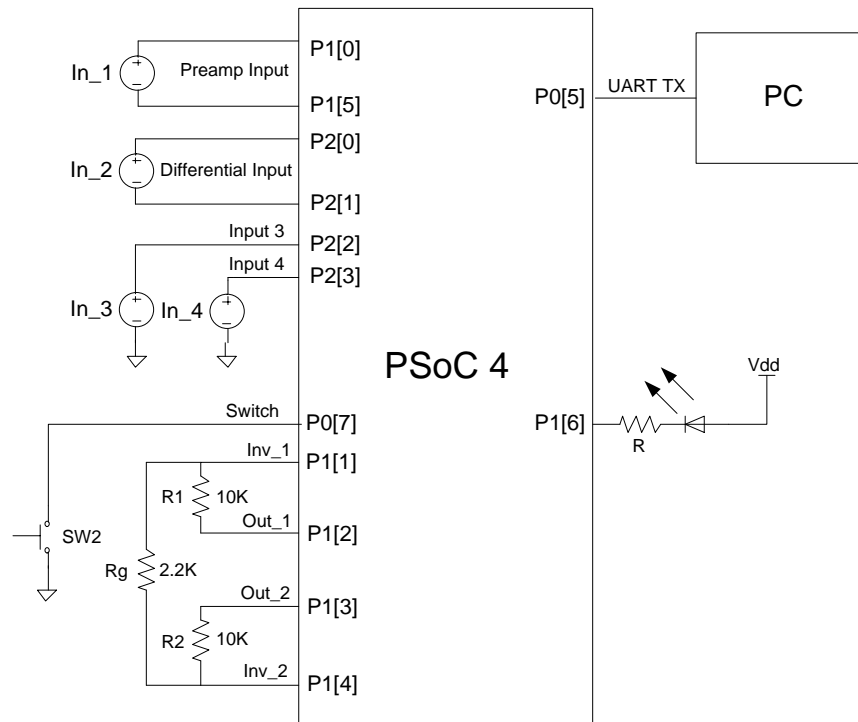 In_1
+
−
Preamp Input
P1[0]
P1[5]
In_2
+
−
Differential Input
P2[0]
P2[1]
Input 3
P2[2]
Input 4
P2[3]
In_3
+
−
In_4
+
−
PSoC 4
P0[5]
UART TX
PC
Vdd
P1[6]
R
Switch
P0[7]
Inv_1
P1[1]
R1
10K
Out_1
P1[2]
SW2
Rg
2.2K
Out_2
P1[3]
R2
10K
Inv_2
P1[4]